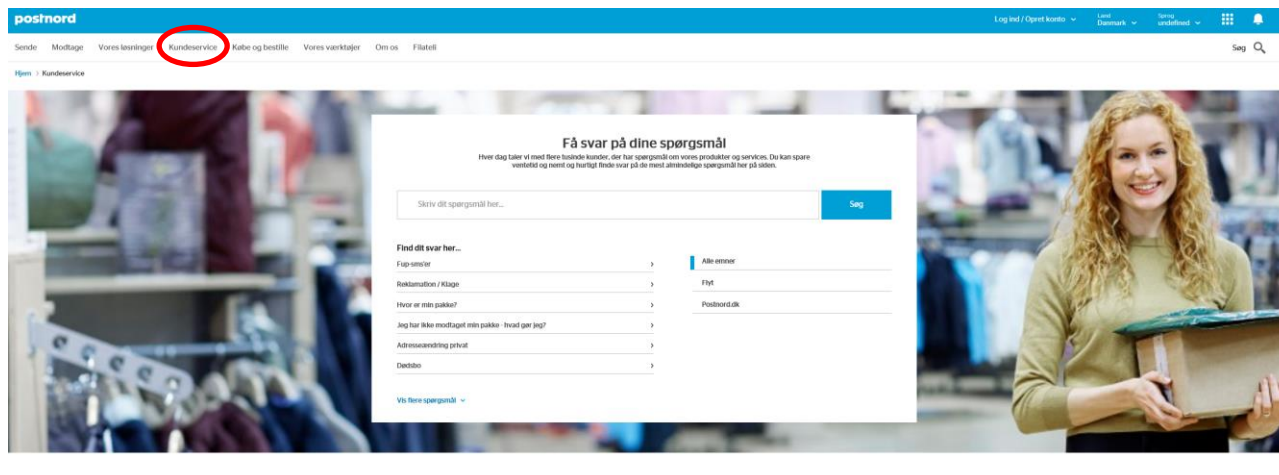 postnord
Log ind / Opret konto
Land
Danmark
Sprog
undefined
Sende Modtage Vores løsninger Kundeservice Købe og bestille Vores værktøjer Om os Filateli
Søg
Hjem > Kundeservice
Få svar på dine spørgsmål
Hver dag taler vi med flere tusinde kunder, der har spørgsmål om vores produkter og services. Du kan spare
ventetid og nemt og hurtigt finde svar på de mest almindelige spørgsmål her på siden.
Skriv dit spørgsmål her...
Søg
Find dit svar her...
Fup-sms'er
Reklamation / Klage
Hvor er min pakke?
Jeg har ikke modtaget min pakke - hvad gør jeg?
Adresseændring privat
Dødsbo
Vis flere spørgsmål
Alle emner
Flyt
Postnord.dk